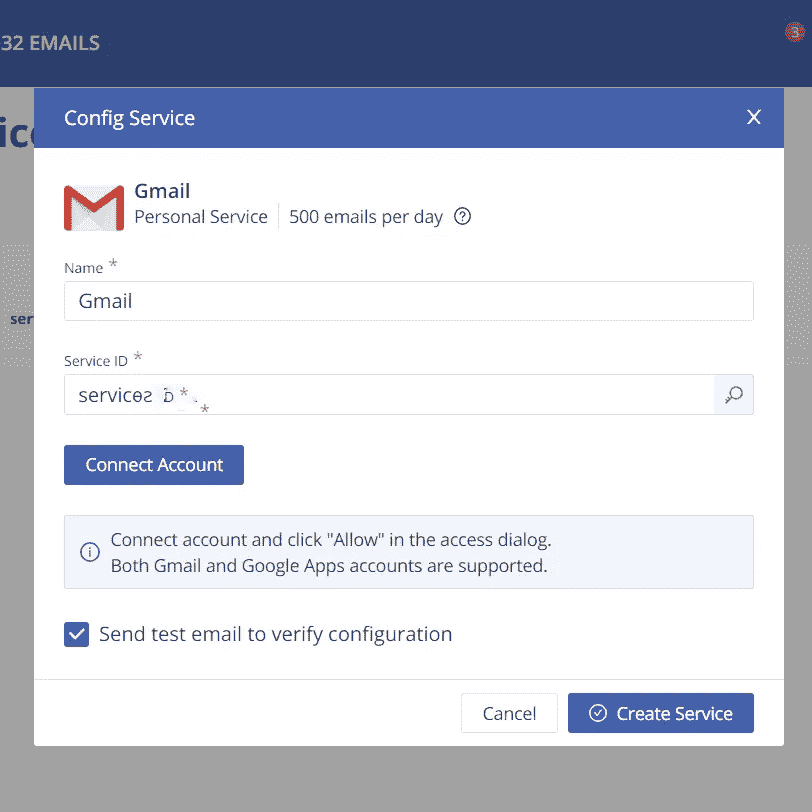 32 EMAILS
3
Config Service
X
Gmail
Personal Service 500 emails per day ?
Name *
Gmail
ser
Service ID *
Connect Account
Connect account and click "Allow" in the access dialog.
Both Gmail and Google Apps accounts are supported.
Send test email to verify configuration
Cancel Create Service